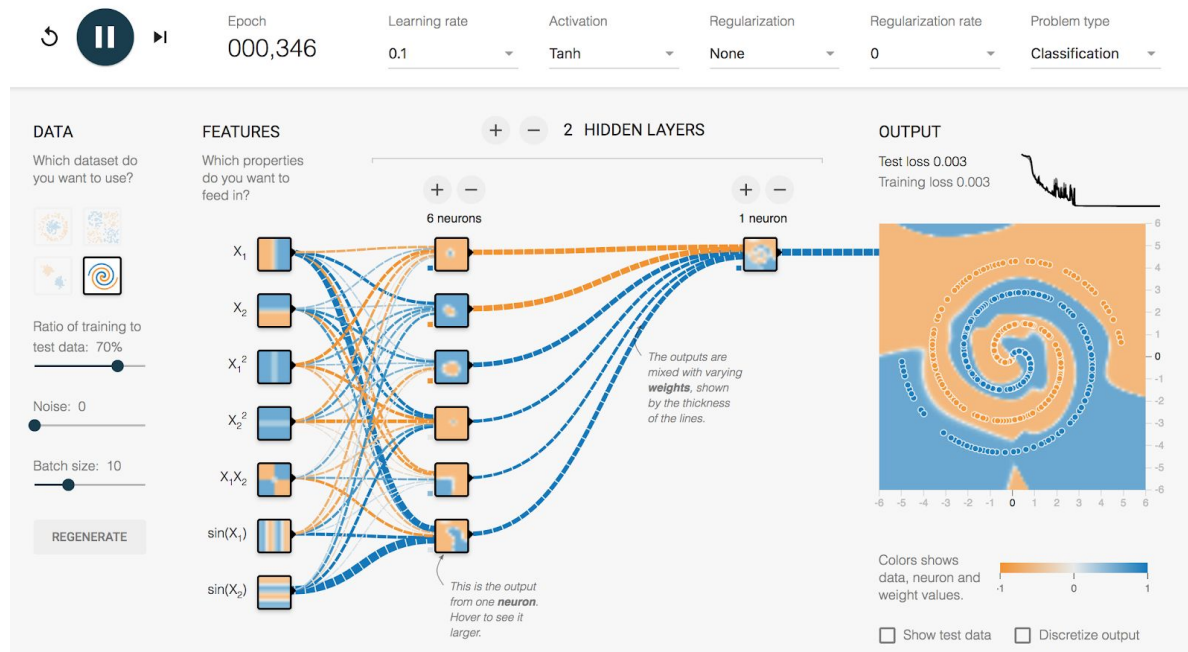 Epoch
000,346
Learning rate
0.1
Activation
Tanh
Regularization
None
Regularization rate
0
Problem type
Classification
DATA
Which dataset do
you want to use?
Ratio of training to
test data: 70%
Noise: 0
Batch size: 10
REGENERATE
FEATURES
Which properties
do you want to
feed in?
X₁
X₂
X₁²
X₂²
X₁X₂
sin(X₁)
sin(X₂)
+ − 2 HIDDEN LAYERS
+ −
6 neurons
+ −
1 neuron
The outputs are
mixed with varying
weights, shown
by the thickness
of the lines.
This is the output
from one neuron.
Hover to see it
larger.
OUTPUT
Test loss 0.003
Training loss 0.003
6
5
4
3
2
1
0
-1
-2
-3
-4
-5
-6
-6 -5 -4 -3 -2 -1 0 1 2 3 4 5 6
Colors shows
data, neuron and
weight values.
-1 0 1
Show test data
Discretize output